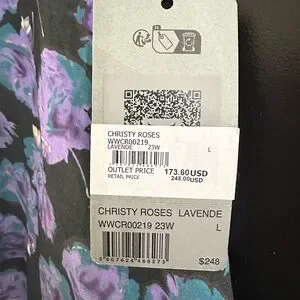 CHRISTY ROSES
WWCR00219
LAVENDE 23W L
OUTLET PRICE 173.60USD
RETAIL PRICE 248.00USD
CHRISTY ROSES LAVENDE
WWCR00219 23W L
$248
3607624466273